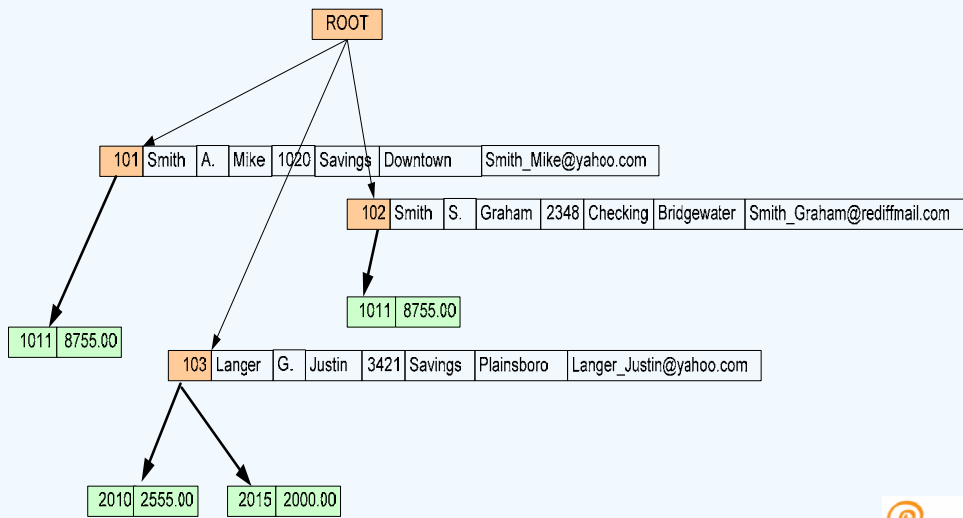 ROOT
101 Smith A. Mike 1020 Savings Downtown Smith_Mike@yahoo.com
102 Smith S. Graham 2348 Checking Bridgewater Smith_Graham@rediffmail.com
1011 8755.00
1011 8755.00
103 Langer G. Justin 3421 Savings Plainsboro Langer_Justin@yahoo.com
2010 2555.00
2015 2000.00